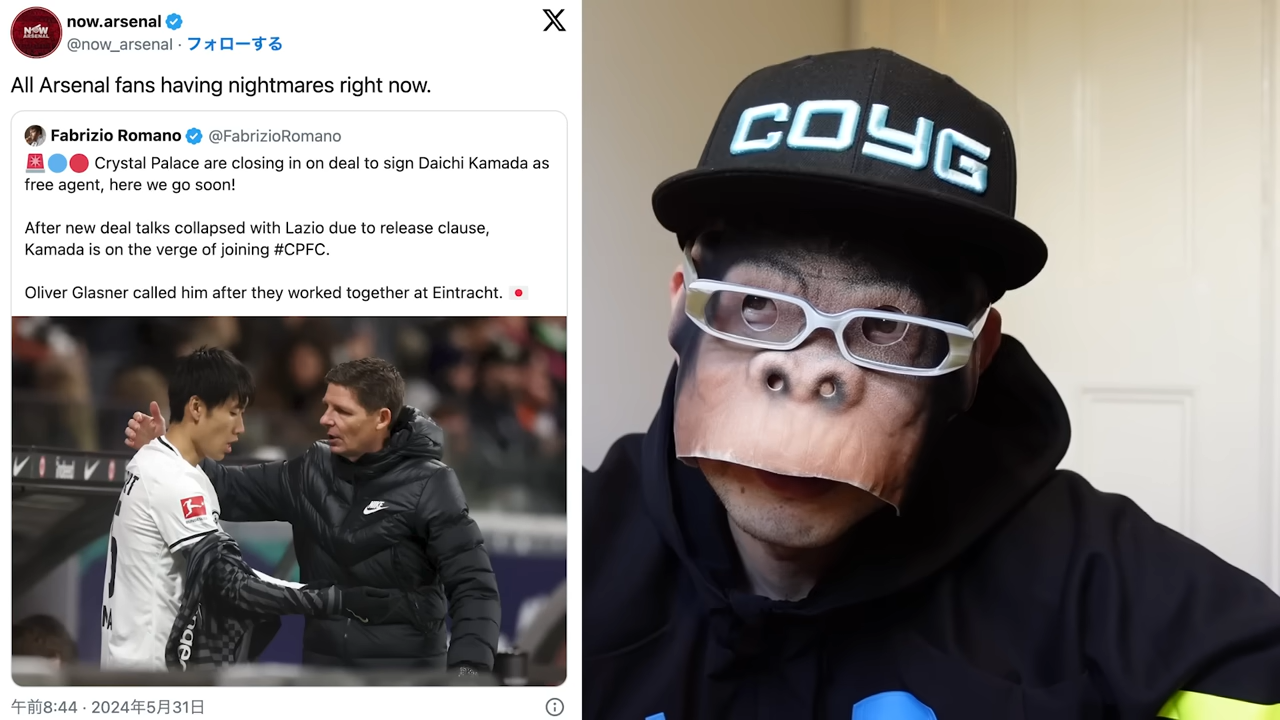 now.arsenal
@now_arsenal · フォローする
All Arsenal fans having nightmares right now.
Fabrizio Romano @FabrizioRomano
🚨🔵🔴 Crystal Palace are closing in on deal to sign Daichi Kamada as
free agent, here we go soon!
After new deal talks collapsed with Lazio due to release clause,
Kamada is on the verge of joining #CPFC.
Oliver Glasner called him after they worked together at Eintracht. 🇯🇵
午前8:44 · 2024年5月31日
COYG